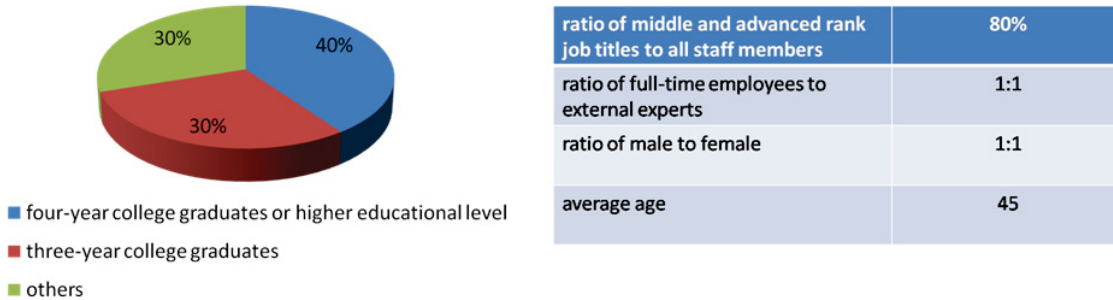 30%
40%
30%
four-year college graduates or higher educational level
three-year college graduates
others
ratio of middle and advanced rank
job titles to all staff members
80%
ratio of full-time employees to
external experts
1:1
ratio of male to female
1:1
average age
45